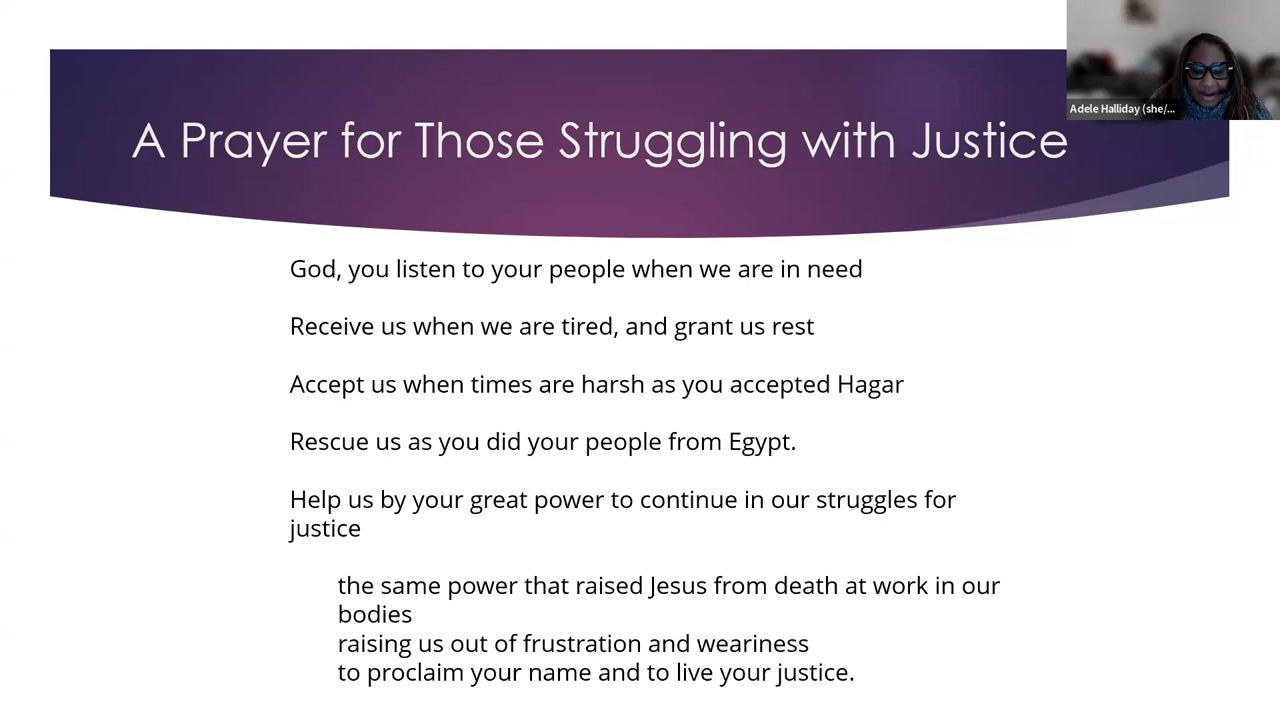 Adele Halliday (she/...
A Prayer for Those Struggling with Justice
God, you listen to your people when we are in need
Receive us when we are tired, and grant us rest
Accept us when times are harsh as you accepted Hagar
Rescue us as you did your people from Egypt.
Help us by your great power to continue in our struggles for
justice
the same power that raised Jesus from death at work in our
bodies
raising us out of frustration and weariness
to proclaim your name and to live your justice.